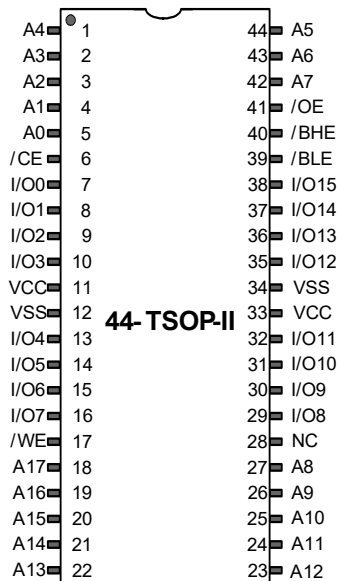 A4 1 44 A5
A3 2 43 A6
A2 3 42 A7
A1 4 41 /OE
A0 5 40 /BHE
/CE 6 39 /BLE
I/O0 7 38 I/O15
I/O1 8 37 I/O14
I/O2 9 36 I/O13
I/O3 10 35 I/O12
VCC 11 34 VSS
VSS 12 33 VCC
44-TSOP-II
I/O4 13 32 I/O11
I/O5 14 31 I/O10
I/O6 15 30 I/O9
I/O7 16 29 I/O8
/WE 17 28 NC
A17 18 27 A8
A16 19 26 A9
A15 20 25 A10
A14 21 24 A11
A13 22 23 A12